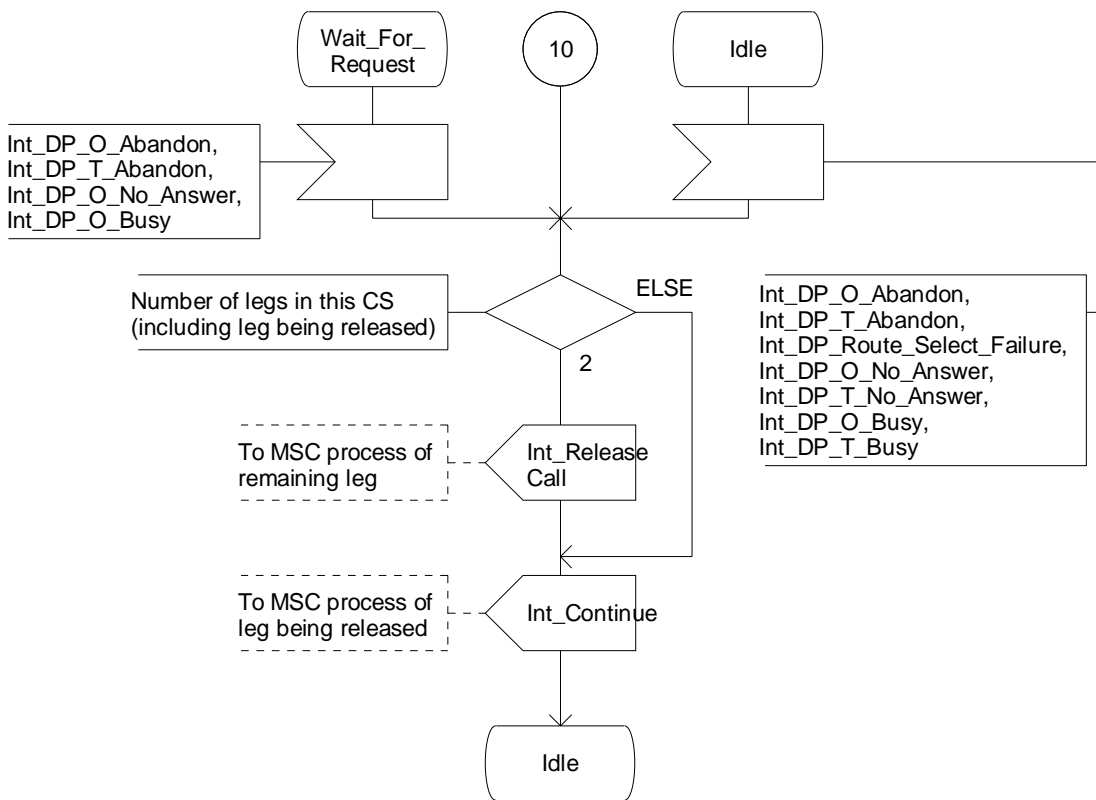 Wait_For_
Request
10
Idle
Int_DP_O_Abandon,
Int_DP_T_Abandon,
Int_DP_O_No_Answer,
Int_DP_O_Busy
Number of legs in this CS
(including leg being released)
ELSE
2
Int_DP_O_Abandon,
Int_DP_T_Abandon,
Int_DP_Route_Select_Failure,
Int_DP_O_No_Answer,
Int_DP_T_No_Answer,
Int_DP_O_Busy,
Int_DP_T_Busy
To MSC process of
remaining leg
Int_Release
Call
To MSC process of
leg being released
Int_Continue
Idle